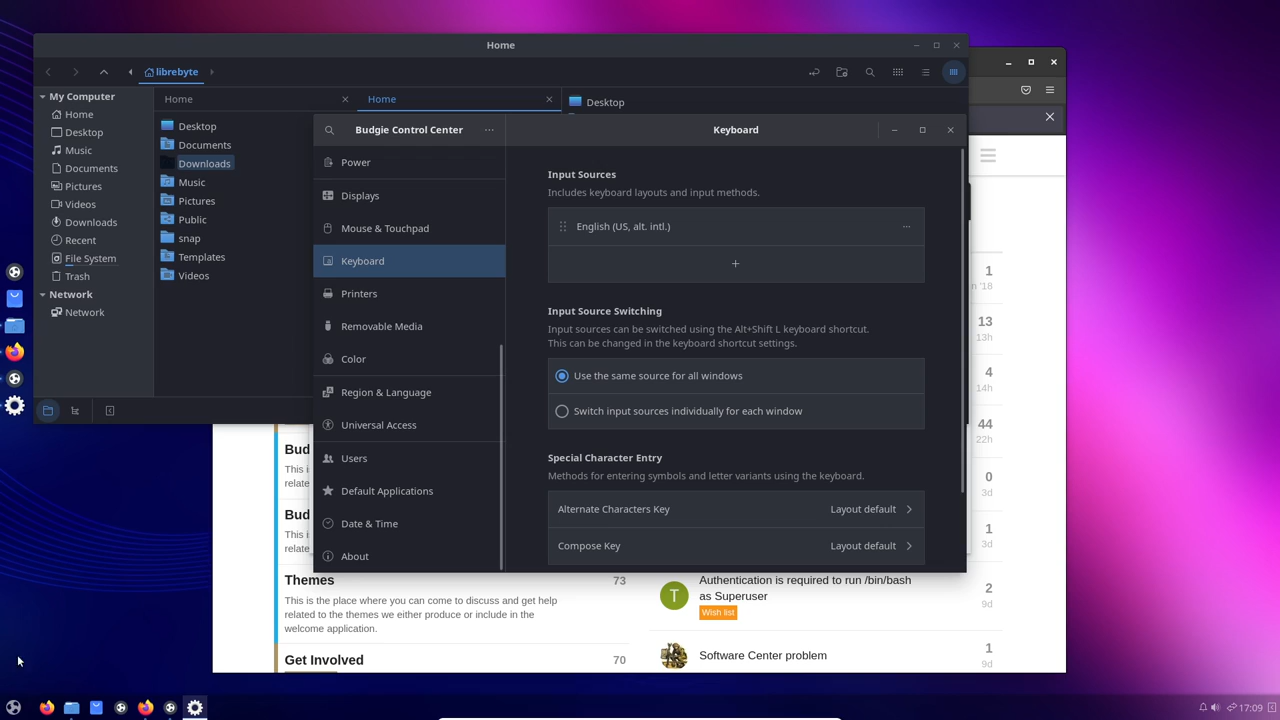 Home
librebyte
My Computer
Home
Desktop
Music
Documents
Pictures
Videos
Downloads
Recent
File System
Trash
Network
Network
Home
Home
Desktop
Desktop
Documents
Downloads
Music
Pictures
Public
snap
Templates
Videos
Budgie Control Center
Keyboard
Power
Displays
Mouse & Touchpad
Keyboard
Printers
Removable Media
Color
Region & Language
Universal Access
Users
Default Applications
Date & Time
About
Input Sources
Includes keyboard layouts and input methods.
English (US, alt. intl.)
Input Source Switching
Input sources can be switched using the Alt+Shift L keyboard shortcut.
This can be changed in the keyboard shortcut settings.
Use the same source for all windows
Switch input sources individually for each window
Special Character Entry
Methods for entering symbols and letter variants using the keyboard.
Alternate Characters Key Layout default
Compose Key Layout default
1
n '18
13
13h
4
14h
44
22h
0
3d
1
3d
Bud
This i
relate
Bud
This i
relate
Themes 73
This is the place where you can come to discuss and get help
related to the themes we either produce or include in the
welcome application.
Get Involved 70
T
Authentication is required to run /bin/bash
as Superuser
Wish list
2
9d
Software Center problem
1
9d
17:09